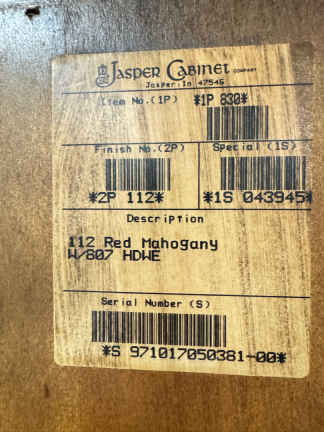 JASPER CABINET COMPANY
Jasper, In 47546
Item No.(1P) *1P 830*
Finish No.(2P) Special (1S)
*2P 112* *1S 043945*
Description
112 Red Mahogany
W/807 HDWE
Serial Number (S)
*S 971017050381-00*